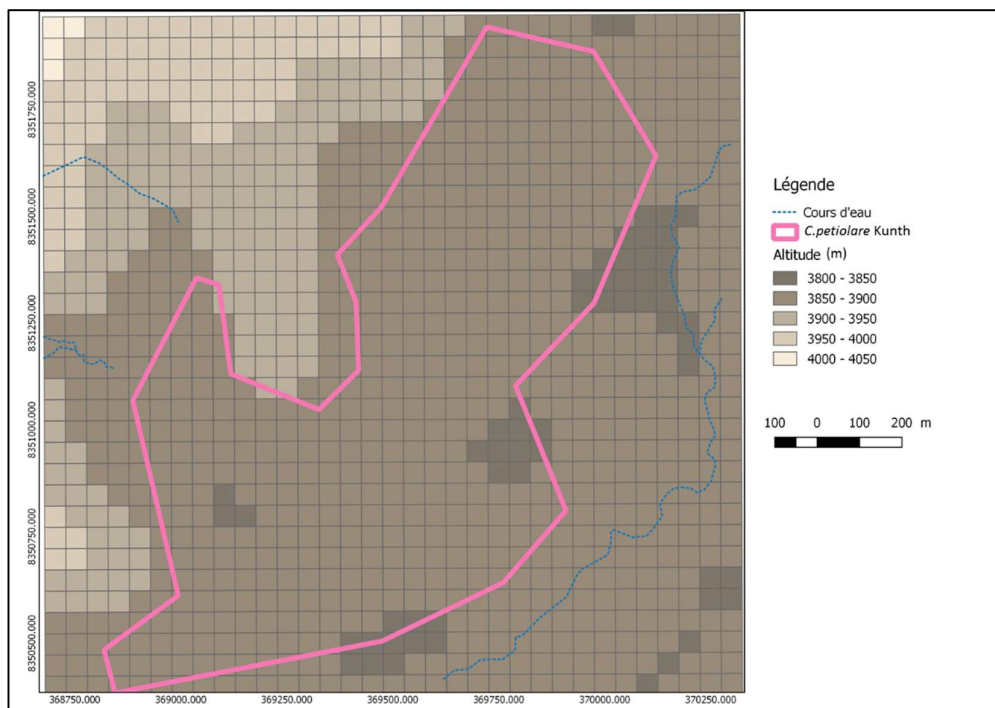 8351750.000
8351500.000
8351250.000
8351000.000
8350750.000
8350500.000
368750.000 369000.000 369250.000 369500.000 369750.000 370000.000 370250.000
Légende
Cours d'eau
C.petiolare Kunth
Altitude (m)
3800 - 3850
3850 - 3900
3900 - 3950
3950 - 4000
4000 - 4050
100 0 100 200 m